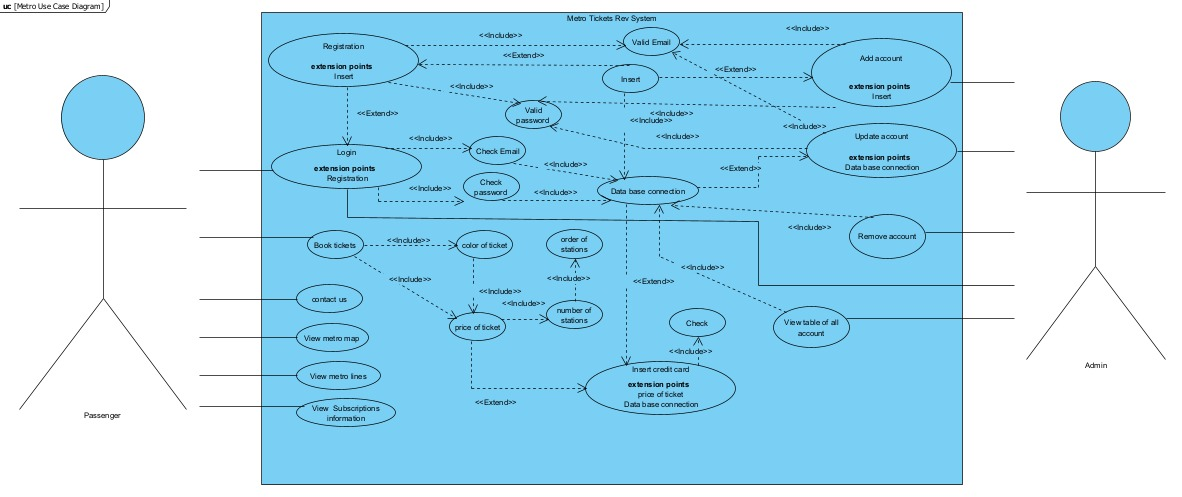 uc [Metro Use Case Diagram]
Metro Tickets Rev System
Registration
extension points
Insert
<<Include>>
<<Extend>>
Valid Email
<<Include>>
Add account
extension points
Insert
Insert
<<Extend>>
<<Include>>
Valid
password
<<Include>>
<<Include>>
<<Include>>
<<Extend>>
<<Include>>
<<Include>>
Check Email
Update account
extension points
Data base connection
Login
extension points
Registration
<<Include>>
<<Extend>>
Check
password
<<Include>>
<<Include>>
Data base connection
<<Include>>
Remove account
Book tickets
<<Include>>
color of ticket
order of
stations
<<Include>>
<<Include>>
<<Include>>
<<Extend>>
<<Include>>
<<Include>>
contact us
price of ticket
number of
stations
Check
View table of all
account
View metro map
<<Include>>
View metro lines
Insert credit card
extension points
price of ticket
Data base connection
<<Extend>>
View Subscriptions
information
Passenger
Admin